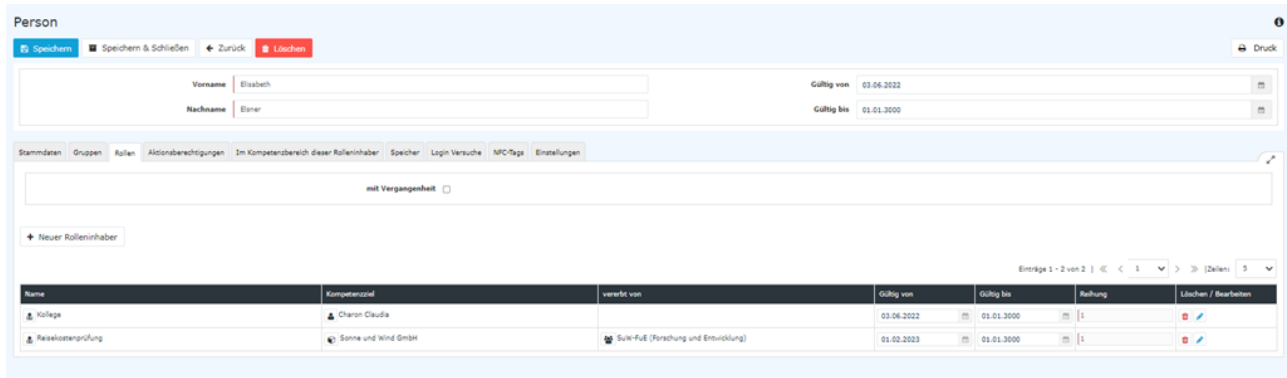 Person
Speichern Speichern & Schließen Zurück Löschen Druck
Vorname Elisabeth Gültig von 03.06.2022
Nachname Elsner Gültig bis 01.01.3000
Stammdaten Gruppen Rollen Aktionsberechtigungen Im Kompetenzbereich dieser Rolleninhaber Speicher Login Versuche NFC-Tags Einstellungen
mit Vergangenheit
+ Neuer Rolleninhaber
Einträge 1 - 2 von 2 | 1 |Zeilen: 5
Name Kompetenzziel vererbt von Gültig von Gültig bis Reihung Löschen / Bearbeiten
Kollege Charon Claudia 03.06.2022 01.01.3000 1
Reisekostenprüfung Sonne und Wind GmbH SuW-FuE (Forschung und Entwicklung) 01.02.2023 01.01.3000 1